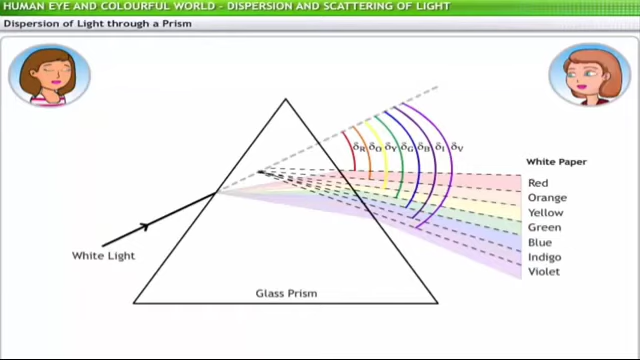 HUMAN EYE AND COLOURFUL WORLD - DISPERSION AND SCATTERING OF LIGHT
Dispersion of Light through a Prism
δR δO δY δG δB δI δV
White Paper
Red
Orange
Yellow
Green
Blue
Indigo
Violet
White Light
Glass Prism